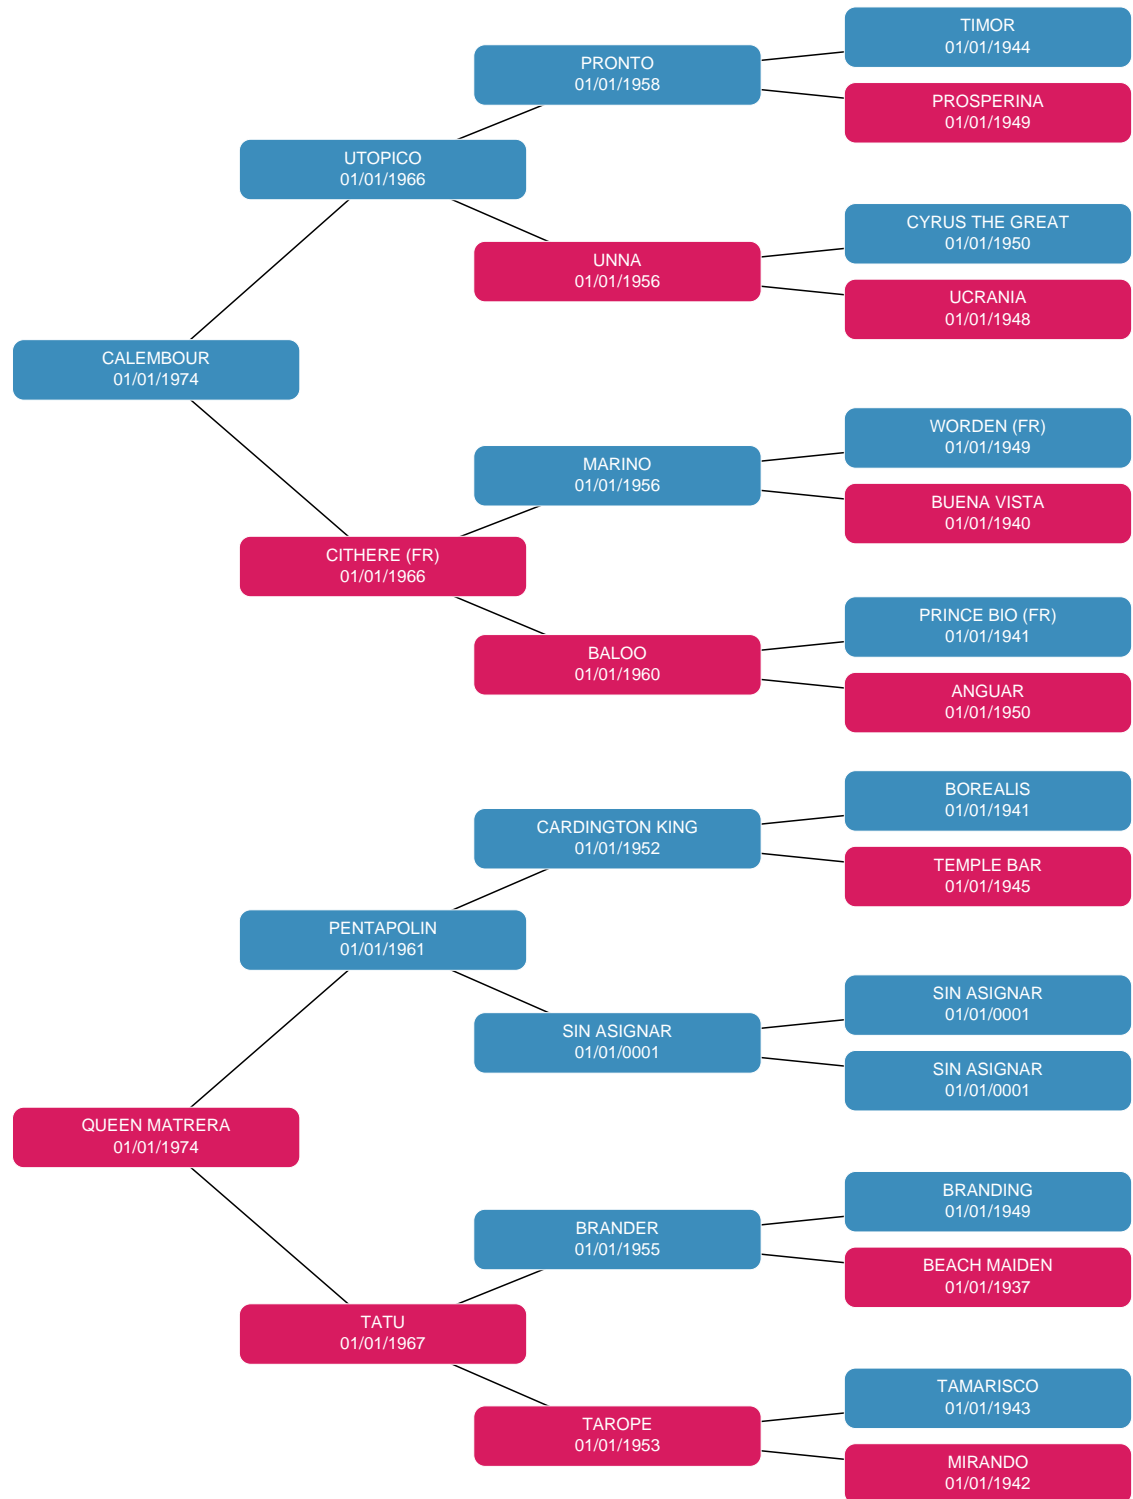 TIMOR
01/01/1944
PRONTO
01/01/1958
PROSPERINA
01/01/1949
UTOPICO
01/01/1966
CYRUS THE GREAT
01/01/1950
UNNA
01/01/1956
UCRANIA
01/01/1948
CALEMBOUR
01/01/1974
WORDEN (FR)
01/01/1949
MARINO
01/01/1956
BUENA VISTA
01/01/1940
CITHERE (FR)
01/01/1966
PRINCE BIO (FR)
01/01/1941
BALOO
01/01/1960
ANGUAR
01/01/1950
BOREALIS
01/01/1941
CARDINGTON KING
01/01/1952
TEMPLE BAR
01/01/1945
PENTAPOLIN
01/01/1961
SIN ASIGNAR
01/01/0001
SIN ASIGNAR
01/01/0001
SIN ASIGNAR
01/01/0001
QUEEN MATRERA
01/01/1974
BRANDING
01/01/1949
BRANDER
01/01/1955
BEACH MAIDEN
01/01/1937
TATU
01/01/1967
TAMARISCO
01/01/1943
TAROPE
01/01/1953
MIRANDO
01/01/1942